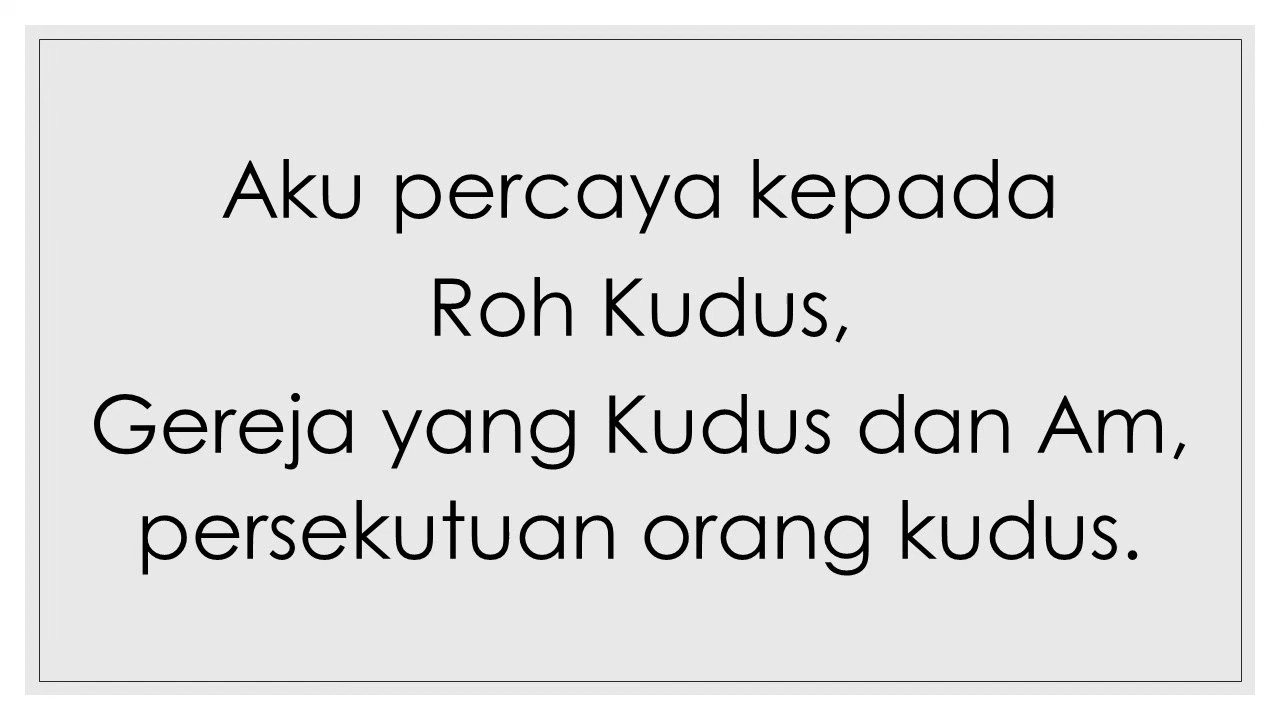 Aku percaya kepada
Roh Kudus,
Gereja yang Kudus dan Am,
persekutuan orang kudus.